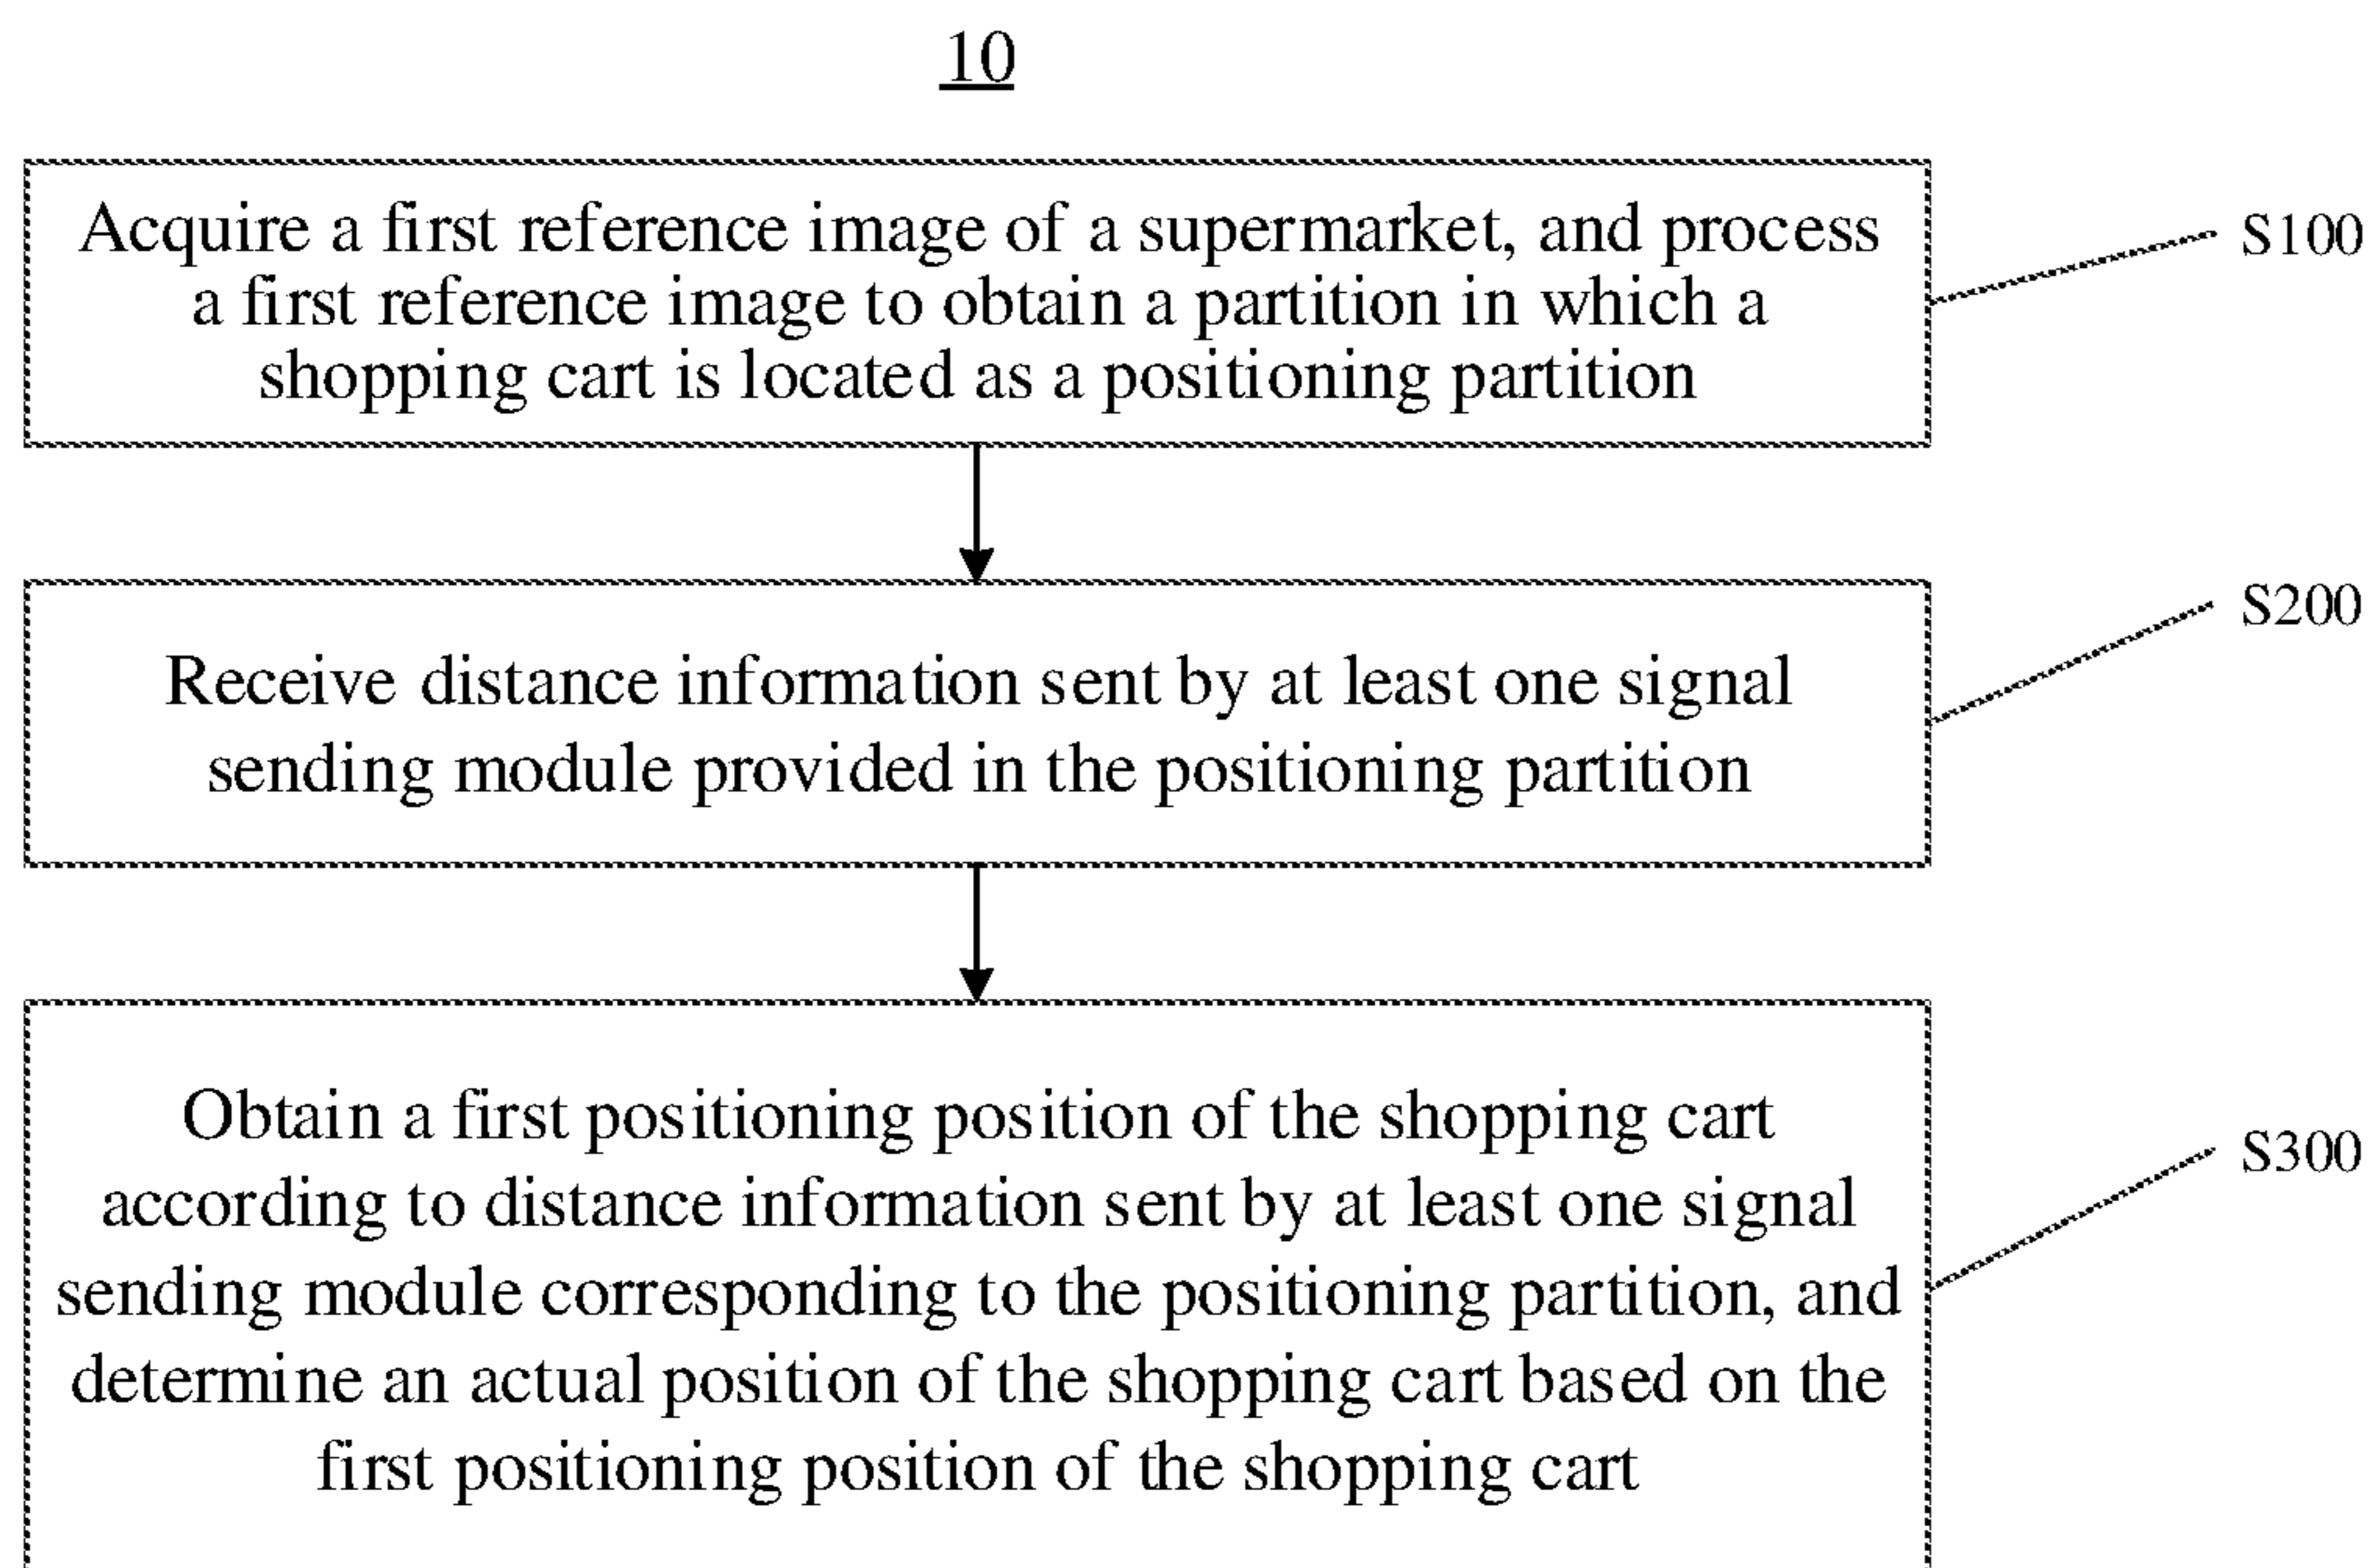 10
Acquire a first reference image of a supermarket, and process
a first reference image to obtain a partition in which a
shopping cart is located as a positioning partition
S100
Receive distance information sent by at least one signal
sending module provided in the positioning partition
S200
Obtain a first positioning position of the shopping cart
according to distance information sent by at least one signal
sending module corresponding to the positioning partition, and
determine an actual position of the shopping cart based on the
first positioning position of the shopping cart
S300